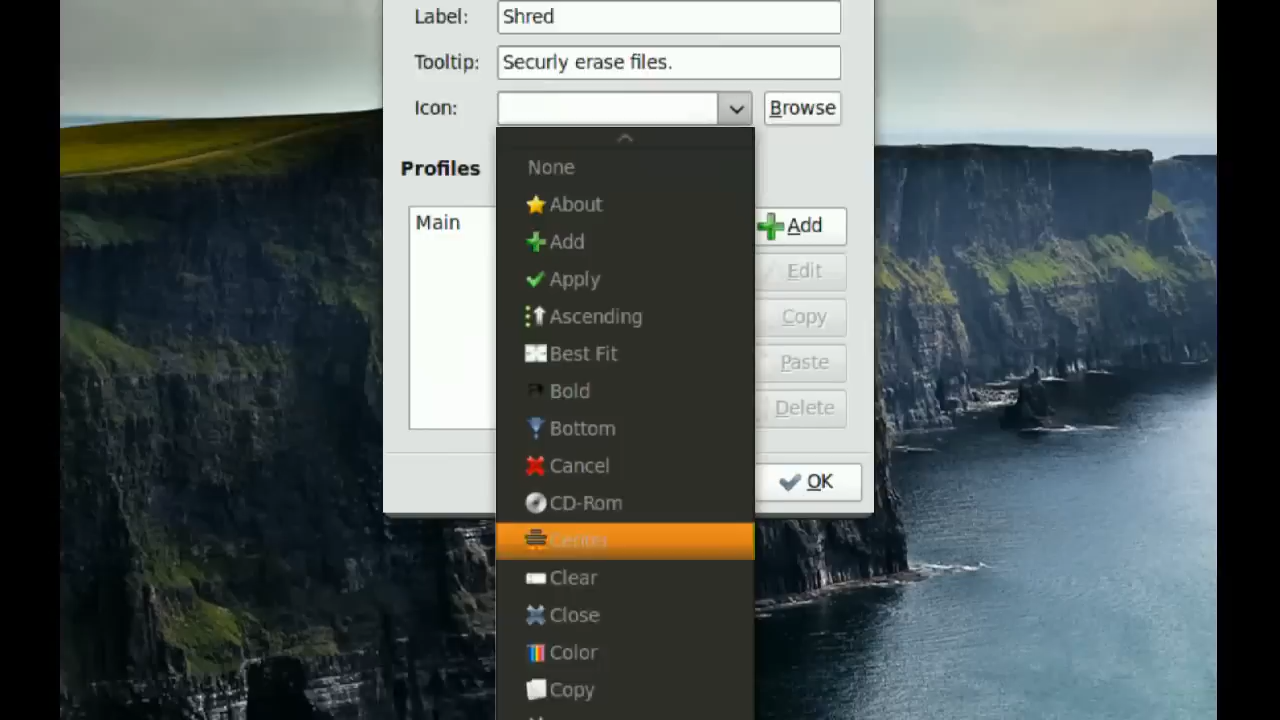 Label: Shred
Tooltip: Securly erase files.
Icon: Browse
None
Profiles
About
Main
Add
Add
Apply
Edit
Ascending
Copy
Best Fit
Paste
Bold
Delete
Bottom
Cancel
OK
CD-Rom
Center
Clear
Close
Color
Copy